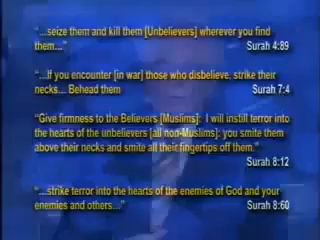 “...seize them and kill them [Unbelievers] wherever you find
them...”
Surah 4:89
“...If you encounter [in war] those who disbelieve, strike their
necks... Behead them
Surah 7:4
“Give firmness to the Believers [Muslims]: I will instill terror into
the hearts of the unbelievers [all non-Muslims]: you smite them
above their necks and smite all their fingertips off them.”
Surah 8:12
“...strike terror into the hearts of the enemies of God and your
enemies and others...”
Surah 8:60